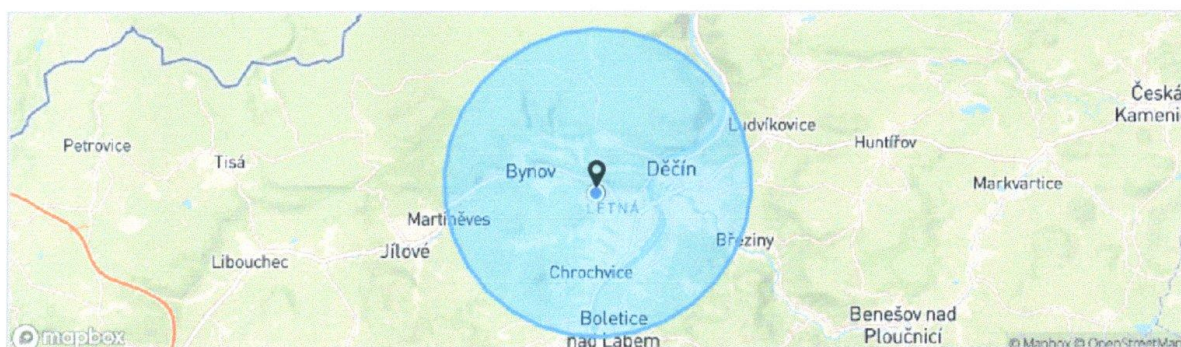 Česká
Kamenic
Ludvíkovice
Huntířov
Petrovice
Tisá
Bynov
Děčín
Markvartice
LETNÁ
Martiněves
Březiny
Jílové
Libouchec
Chrochvice
Boletice
nad Labem
Benešov nad
Ploučnicí
mapbox
© Mapbox © OpenStreetMap